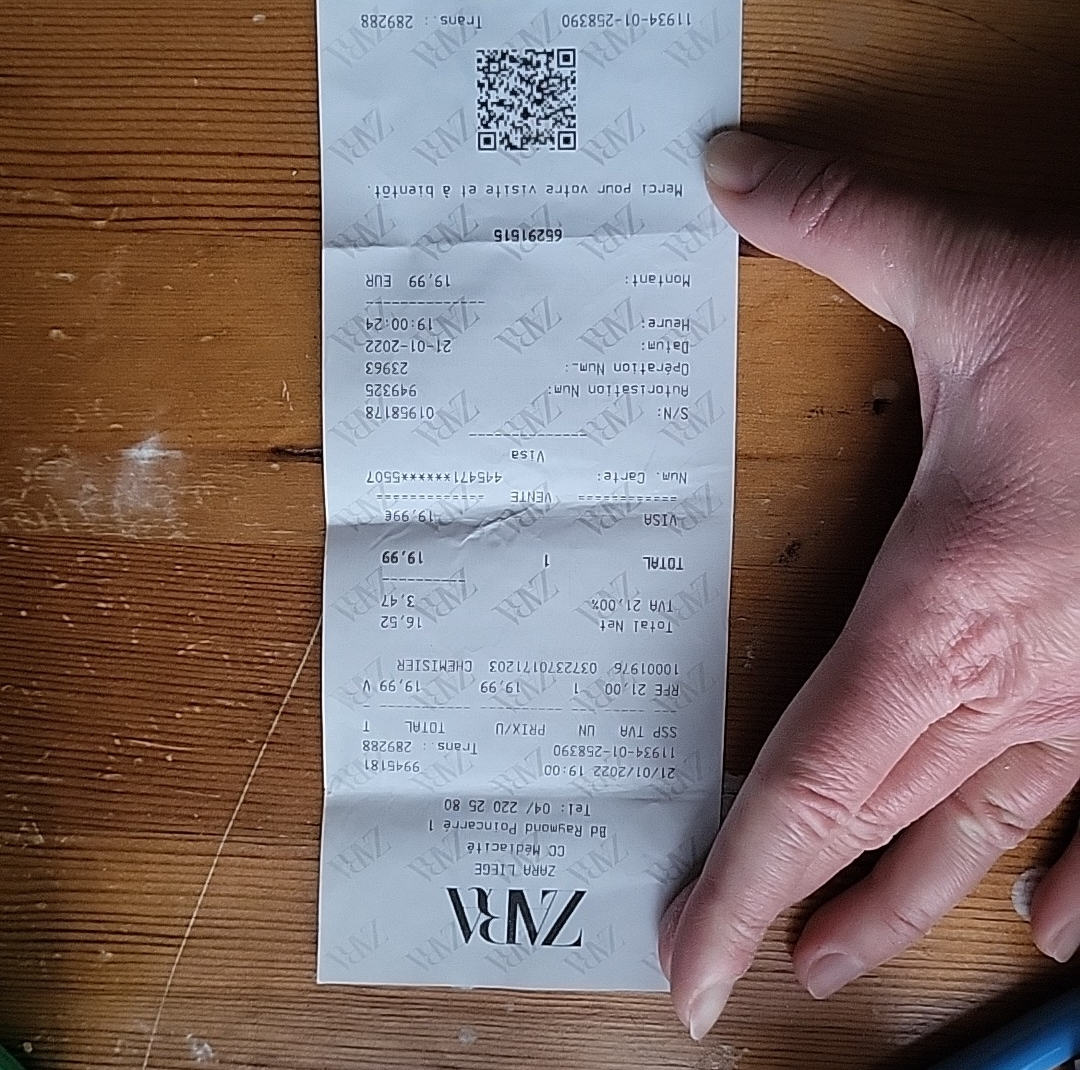 ZARA
ZARA LIEGE
CC Médiacité
Bd Raymond Poincarré 1
Tel: 04/ 220 25 80
21/01/2022 19:00 9945181
11934-01-258390 Trans.: 289288
SSP TVA UN PRIX/U TOTAL T
RFE 21,00 1 19,99 19,99 V
10001976 0372370171203 CHEMISIER
Total Net 16,52
TVA 21,00% 3,47
TOTAL 1 19,99
VISA 19,99€
============ VENTE ============
Num. Carte: 445471*******5507
Visa
S/N: 01958178
Autorisation Num: 949325
Opération Num.: 23963
Datum: 21-01-2022
Heure: 19:00:24
Montant: 19,99 EUR
65291515
Merci pour votre visite et à bientôt.
11934-01-258390 Trans.: 289288